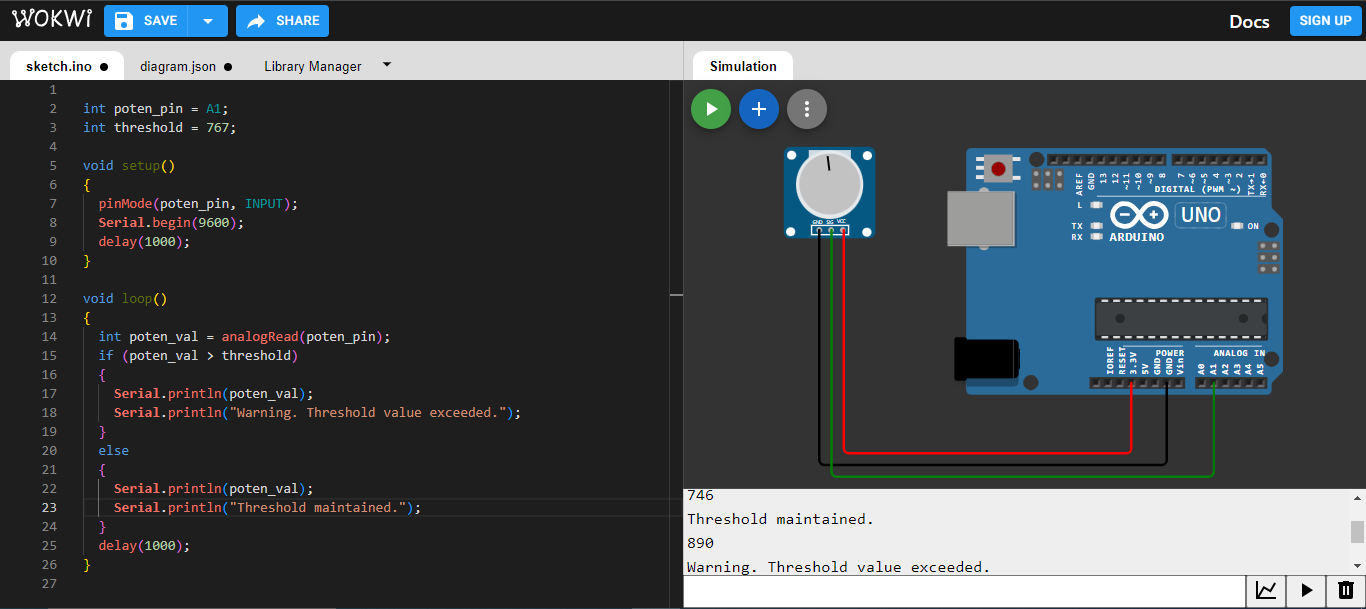 WOKWI SAVE SHARE Docs SIGN UP
sketch.ino ● diagram.json ● Library Manager
Simulation
1
2 int poten_pin = A1;
3 int threshold = 767;
4
5 void setup()
6 {
7 pinMode(poten_pin, INPUT);
8 Serial.begin(9600);
9 delay(1000);
10 }
11
12 void loop()
13 {
14 int poten_val = analogRead(poten_pin);
15 if (poten_val > threshold)
16 {
17 Serial.println(poten_val);
18 Serial.println("Warning. Threshold value exceeded.");
19 }
20 else
21 {
22 Serial.println(poten_val);
23 Serial.println("Threshold maintained.");
24 }
25 delay(1000);
26 }
27
GND SIG VCC
AREF GND 13 12 ~11 ~10 ~9 8 7 ~6 ~5 4 ~3 2 TX→1 RX←0
DIGITAL (PWM ~)
L
TX
RX
UNO
ON
ARDUINO
IOREF RESET 3.3V 5V GND GND Vin A0 A1 A2 A3 A4 A5
POWER
ANALOG IN
746
Threshold maintained.
890
Warning. Threshold value exceeded.